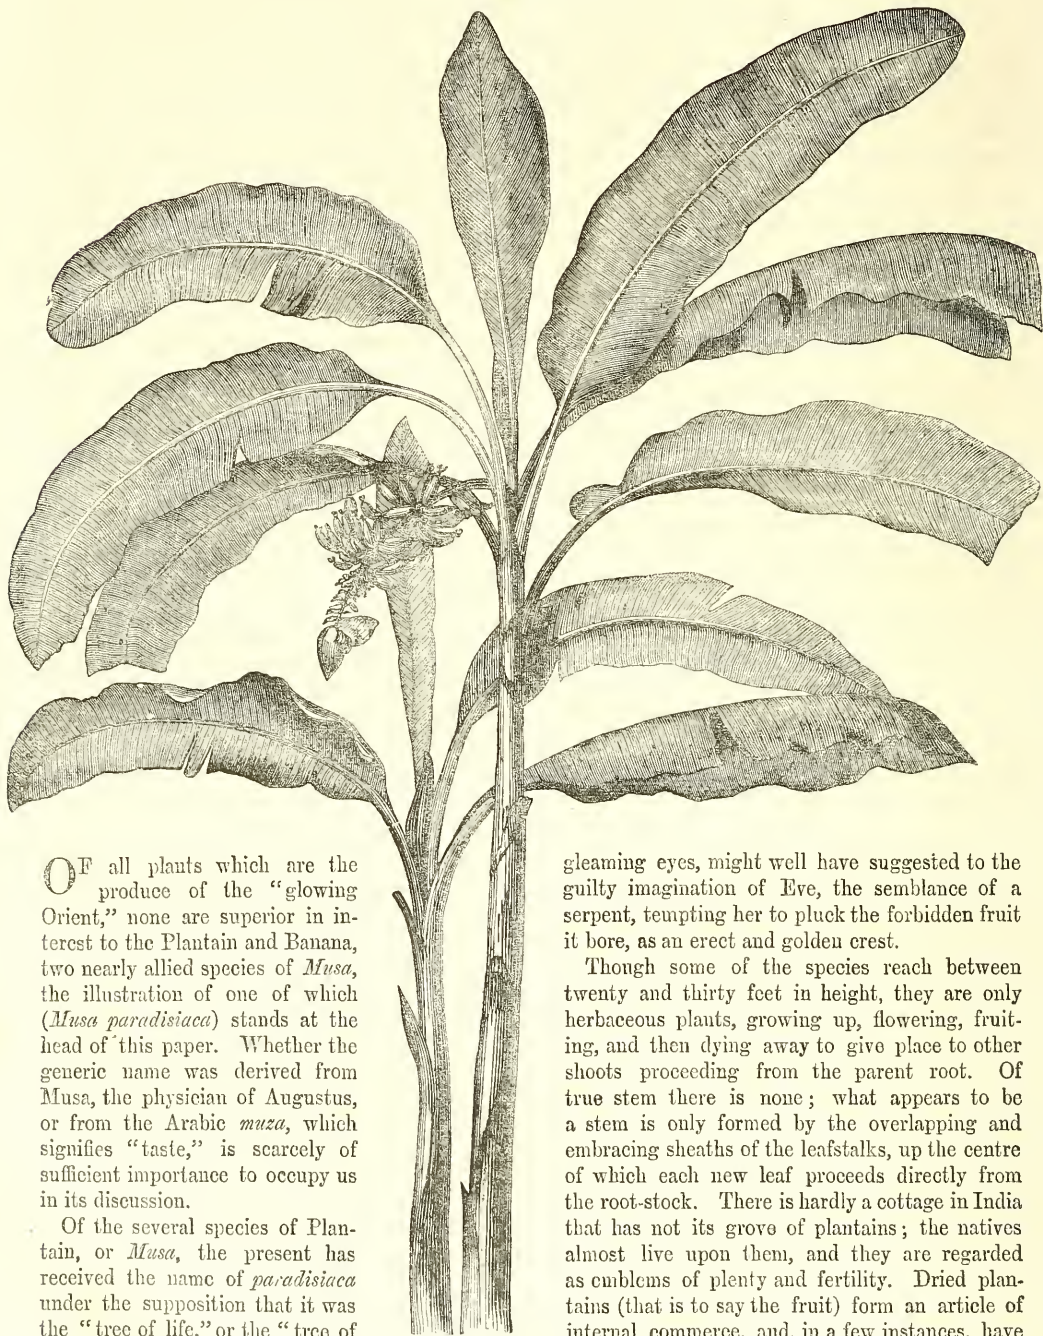 OF all plants which are the
produce of the “glowing
Orient,” none are superior in in-
terest to the Plantain and Banana,
two nearly allied species of Musa,
the illustration of one of which
(Musa paradisiaca) stands at the
head of this paper. Whether the
generic name was derived from
Musa, the physician of Augustus,
or from the Arabic muza, which
signifies “taste,” is scarcely of
sufficient importance to occupy us
in its discussion.
Of the several species of Plan-
tain, or Musa, the present has
received the name of paradisiaca
under the supposition that it was
the “tree of life,” or the “tree of
gleaming eyes, might well have suggested to the
guilty imagination of Eve, the semblance of a
serpent, tempting her to pluck the forbidden fruit
it bore, as an erect and golden crest.
Though some of the species reach between
twenty and thirty feet in height, they are only
herbaceous plants, growing up, flowering, fruit-
ing, and then dying away to give place to other
shoots proceeding from the parent root. Of
true stem there is none; what appears to be
a stem is only formed by the overlapping and
embracing sheaths of the leafstalks, up the centre
of which each new leaf proceeds directly from
the root-stock. There is hardly a cottage in India
that has not its grove of plantains; the natives
almost live upon them, and they are regarded
as emblems of plenty and fertility. Dried plan-
tains (that is to say the fruit) form an article of
internal commerce, and, in a few instances, have